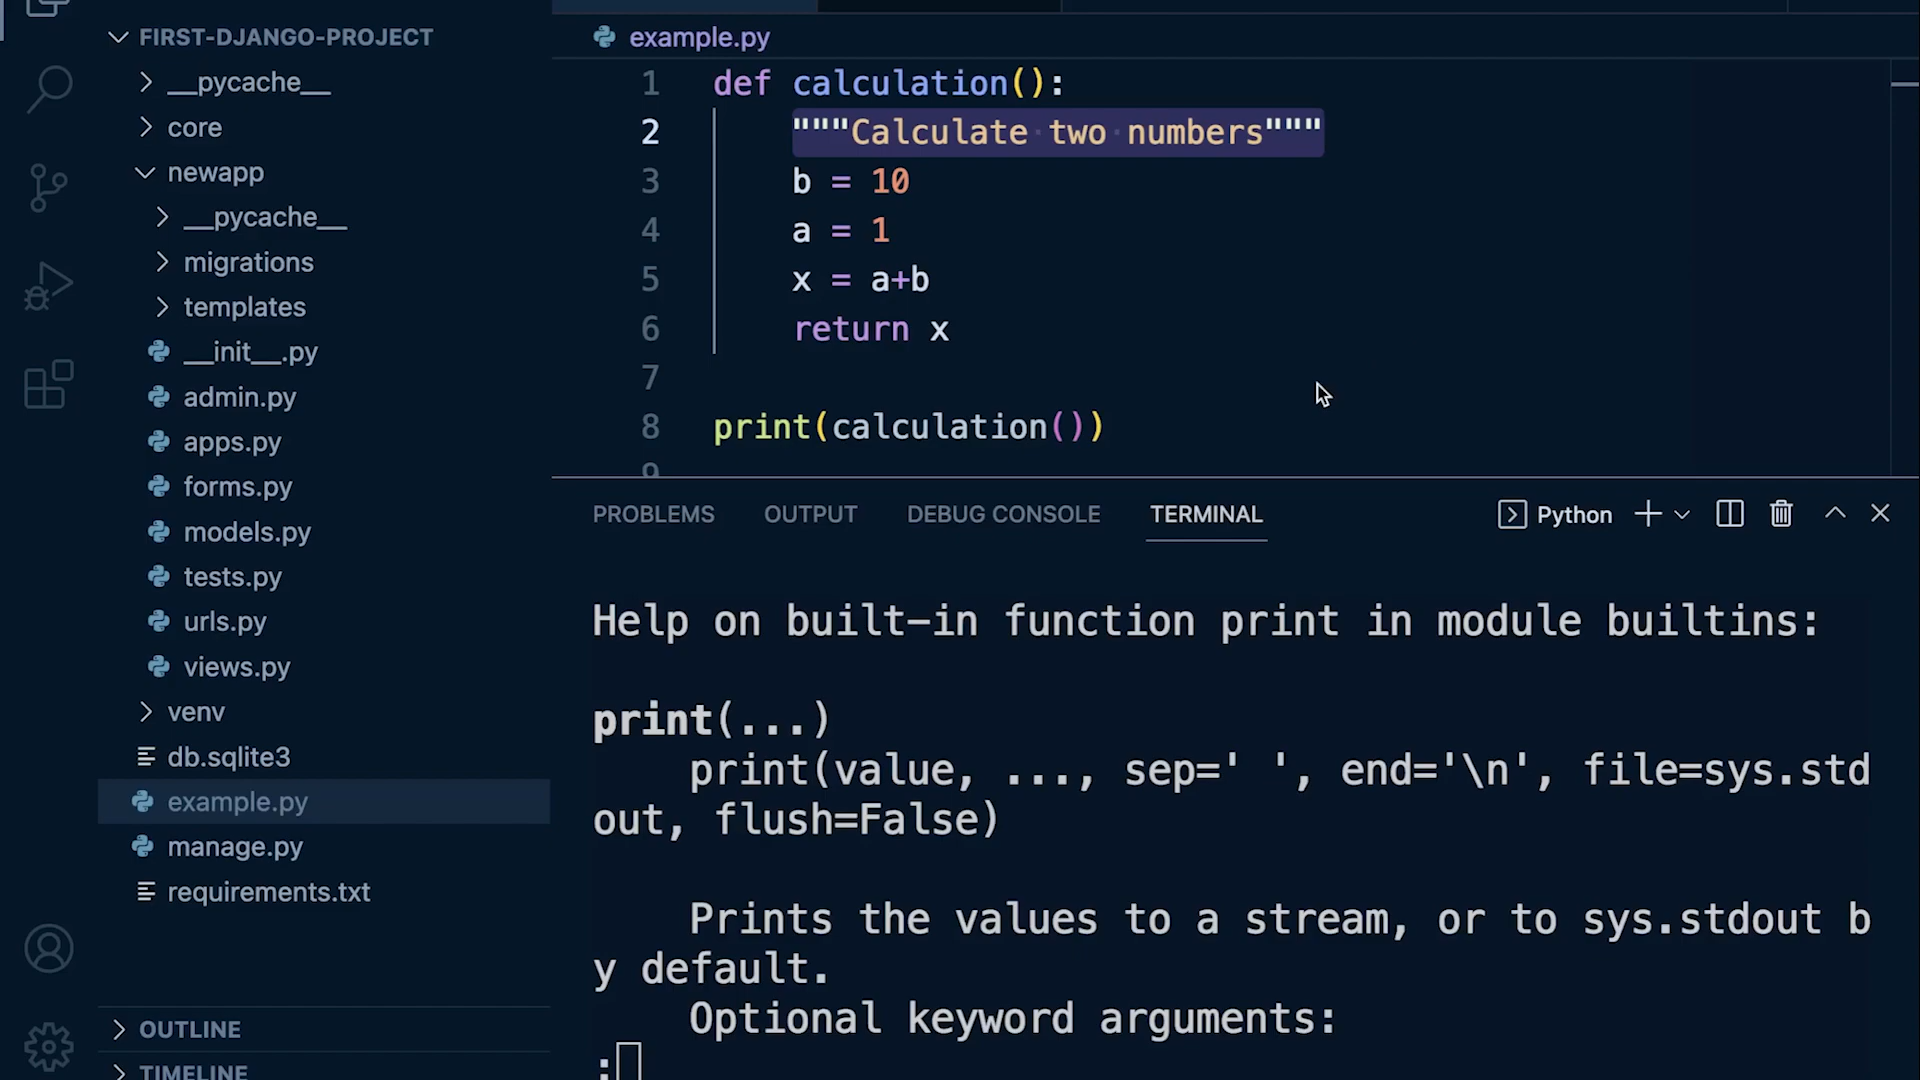 FIRST-DJANGO-PROJECT
__pycache__
core
newapp
__pycache__
migrations
templates
__init__.py
admin.py
apps.py
forms.py
models.py
tests.py
urls.py
views.py
venv
db.sqlite3
example.py
manage.py
requirements.txt
OUTLINE
TIMELINE
example.py
1 def calculation():
2 """Calculate two numbers"""
3 b = 10
4 a = 1
5 x = a+b
6 return x
7
8 print(calculation())
9
PROBLEMS OUTPUT DEBUG CONSOLE TERMINAL Python
Help on built-in function print in module builtins:
print(...)
print(value, ..., sep=' ', end='\n', file=sys.std
out, flush=False)
Prints the values to a stream, or to sys.stdout b
y default.
Optional keyword arguments:
: